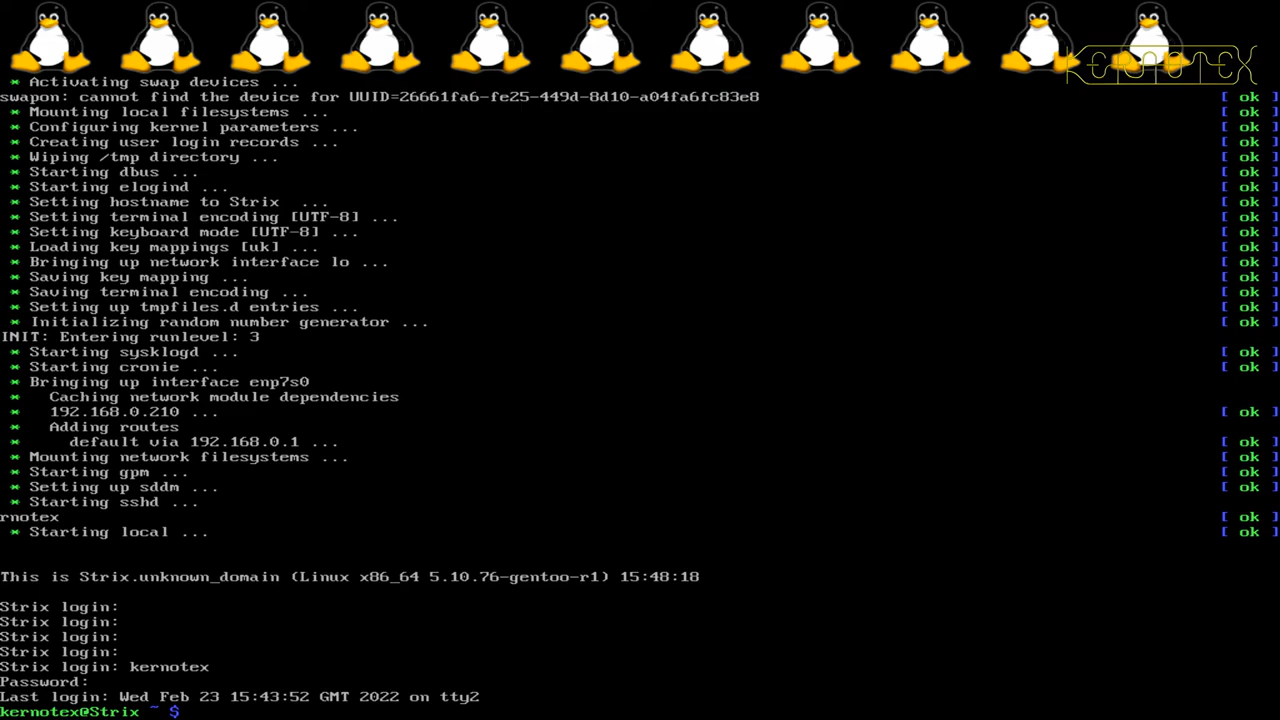 KERNOTEX
* Activating swap devices ...
swapon: cannot find the device for UUID=26661fa6-fe25-449d-8d10-a04fa6fc83e8 [ ok ]
* Mounting local filesystems ... [ ok ]
* Configuring kernel parameters ... [ ok ]
* Creating user login records ... [ ok ]
* Wiping /tmp directory ... [ ok ]
* Starting dbus ... [ ok ]
* Starting elogind ... [ ok ]
* Setting hostname to Strix  ... [ ok ]
* Setting terminal encoding [UTF-8] ... [ ok ]
* Setting keyboard mode [UTF-8] ... [ ok ]
* Loading key mappings [uk] ... [ ok ]
* Bringing up network interface lo ... [ ok ]
* Saving key mapping ... [ ok ]
* Saving terminal encoding ... [ ok ]
* Setting up tmpfiles.d entries ... [ ok ]
* Initializing random number generator ... [ ok ]
INIT: Entering runlevel: 3
* Starting sysklogd ... [ ok ]
* Starting cronie ... [ ok ]
* Bringing up interface enp7s0
*   Caching network module dependencies
*   192.168.0.210 ... [ ok ]
*   Adding routes
*     default via 192.168.0.1 ... [ ok ]
* Mounting network filesystems ... [ ok ]
* Starting gpm ... [ ok ]
* Setting up sddm ... [ ok ]
* Starting sshd ... [ ok ]
rnotex [ ok ]
* Starting local ... [ ok ]
This is Strix.unknown_domain (Linux x86_64 5.10.76-gentoo-r1) 15:48:18
Strix login:
Strix login:
Strix login:
Strix login:
Strix login: kernotex
Password:
Last login: Wed Feb 23 15:43:52 GMT 2022 on tty2
kernotex@Strix ~ $